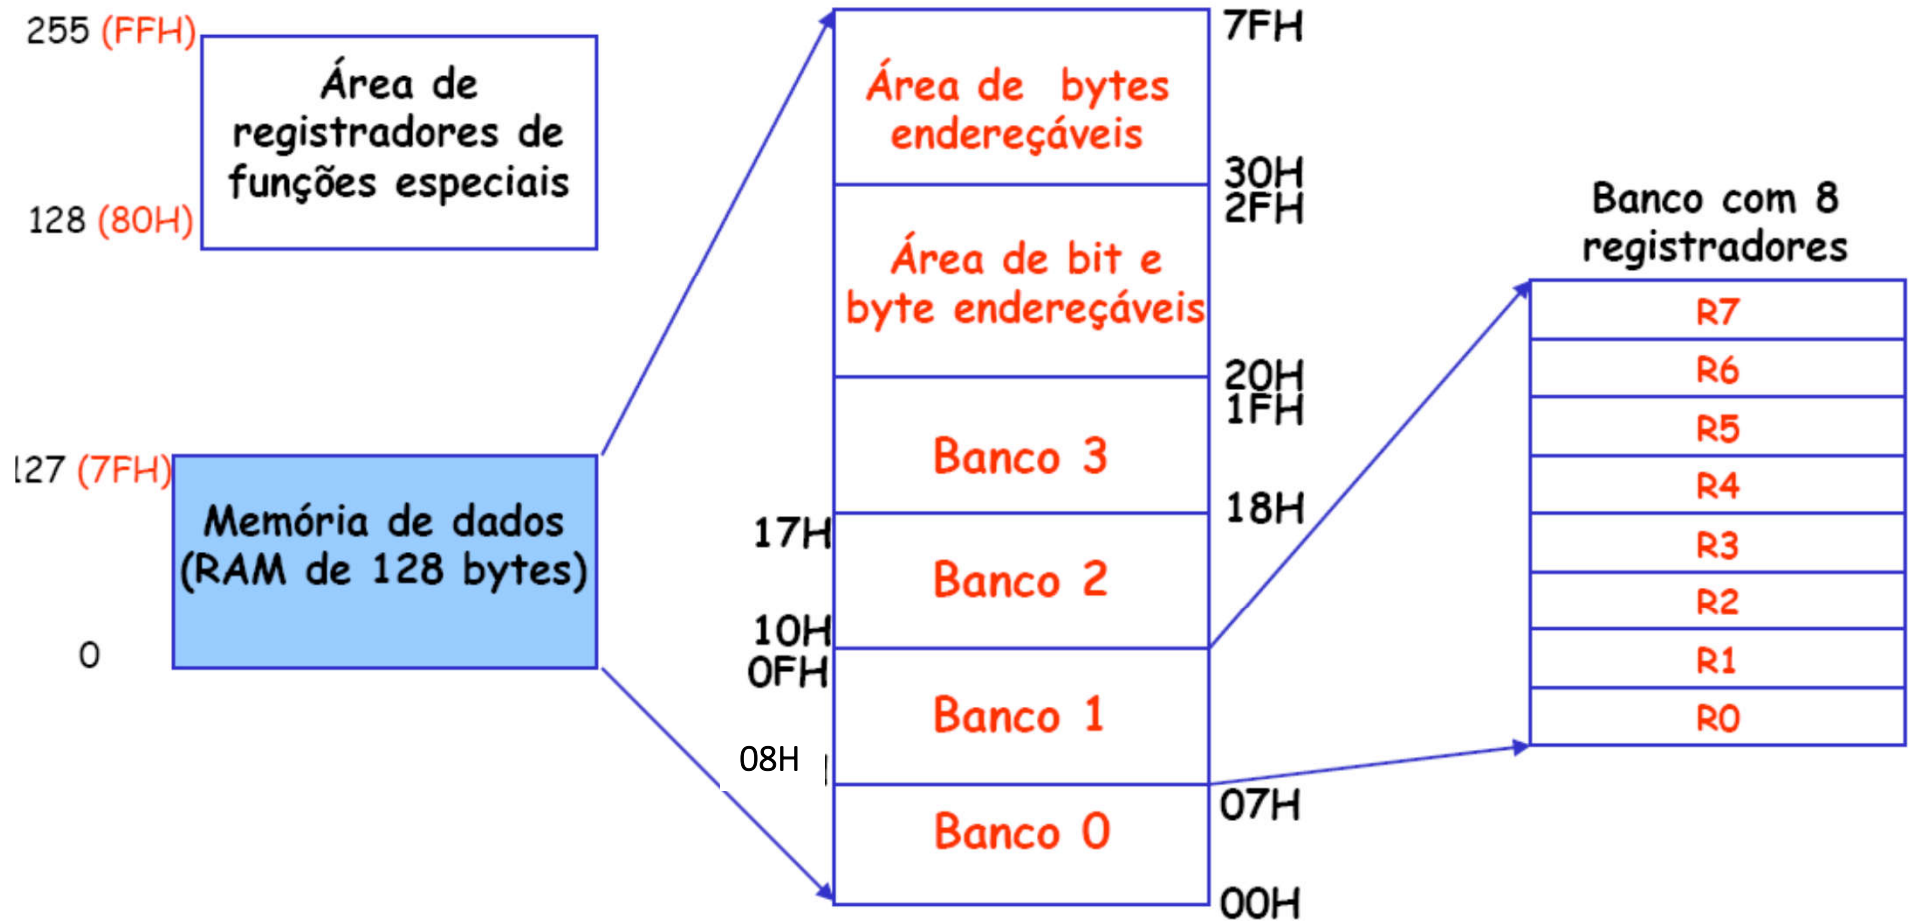 255 (FFH)
Área de
registradores de
funções especiais
128 (80H)
127 (7FH)
Memória de dados
(RAM de 128 bytes)
0
7FH
Área de bytes
endereçáveis
30H
2FH
Área de bit e
byte endereçáveis
20H
1FH
Banco 3
18H
17H
Banco 2
10H
0FH
Banco 1
08H
07H
Banco 0
00H
Banco com 8
registradores
R7
R6
R5
R4
R3
R2
R1
R0